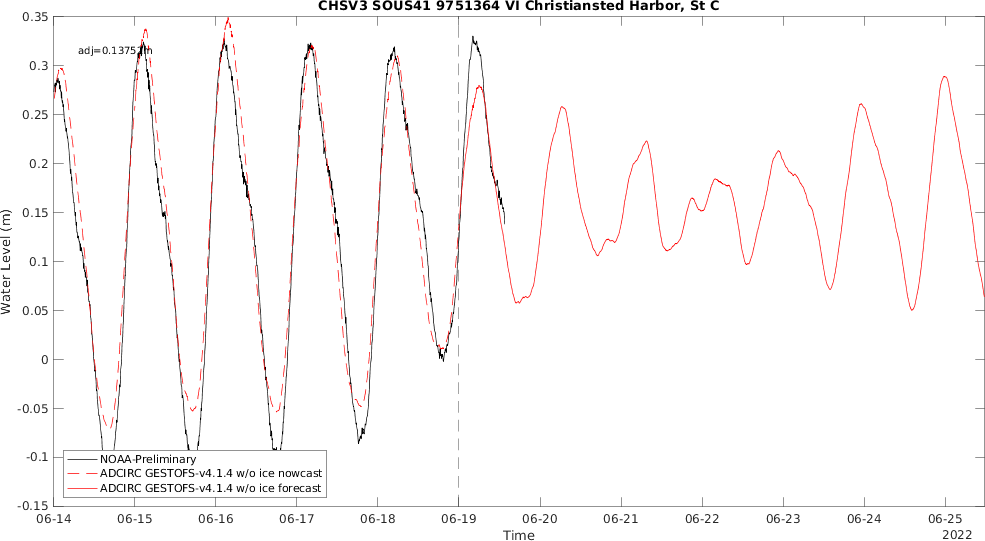 CHSV3 SOUS41 9751364 VI Christiansted Harbor, St C
0.35
0.3
0.25
0.2
0.15
0.1
0.05
0
-0.05
-0.1
-0.15
Water Level (m)
NOAA-Preliminary
ADCIRC GESTOFS-v4.1.4 w/o ice nowcast
ADCIRC GESTOFS-v4.1.4 w/o ice forecast
06-14 06-15 06-16 06-17 06-18 06-19 06-20 06-21 06-22 06-23 06-24 06-25
Time
2022